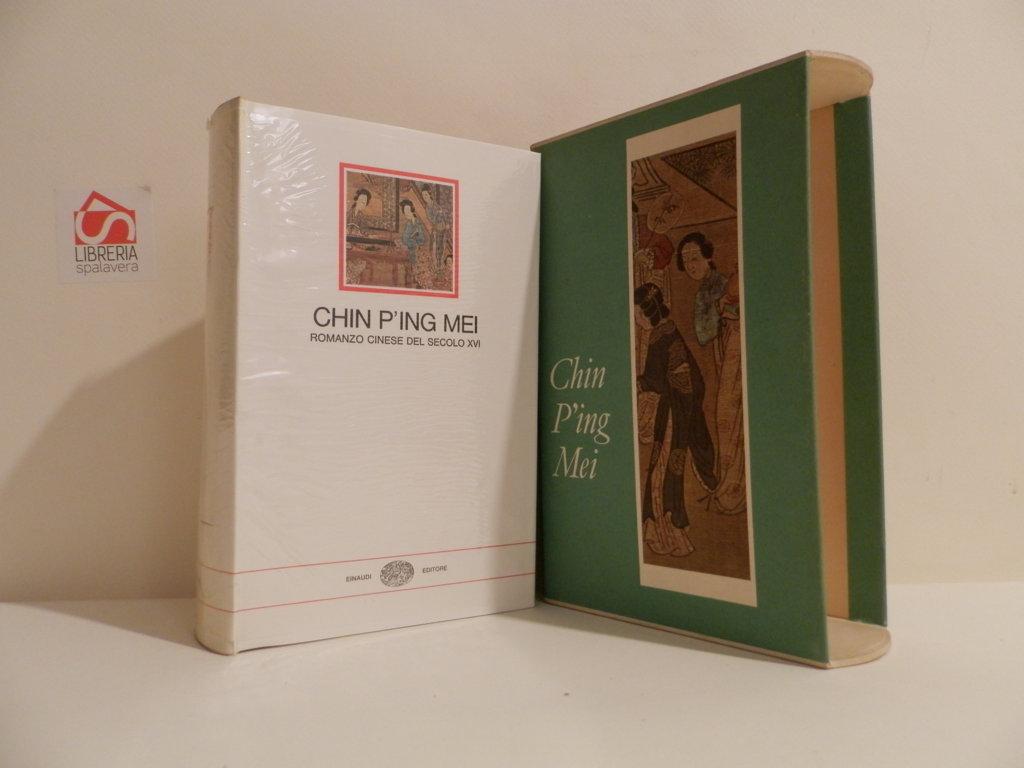 LIBRERIA
spalavera
CHIN P'ING MEI
ROMANZO CINESE DEL SECOLO XVI
EINAUDI EDITORE
Chin
P'ing
Mei